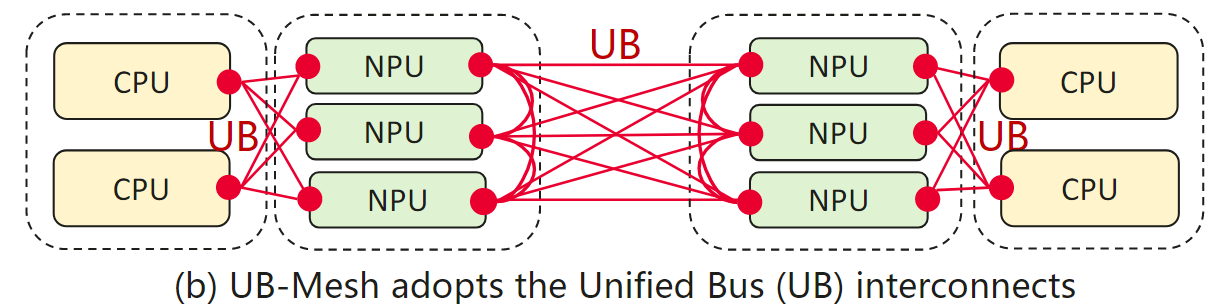 UB
NPU
NPU
CPU
CPU
NPU
NPU
UB
UB
CPU
CPU
NPU
NPU
(b) UB-Mesh adopts the Unified Bus (UB) interconnects